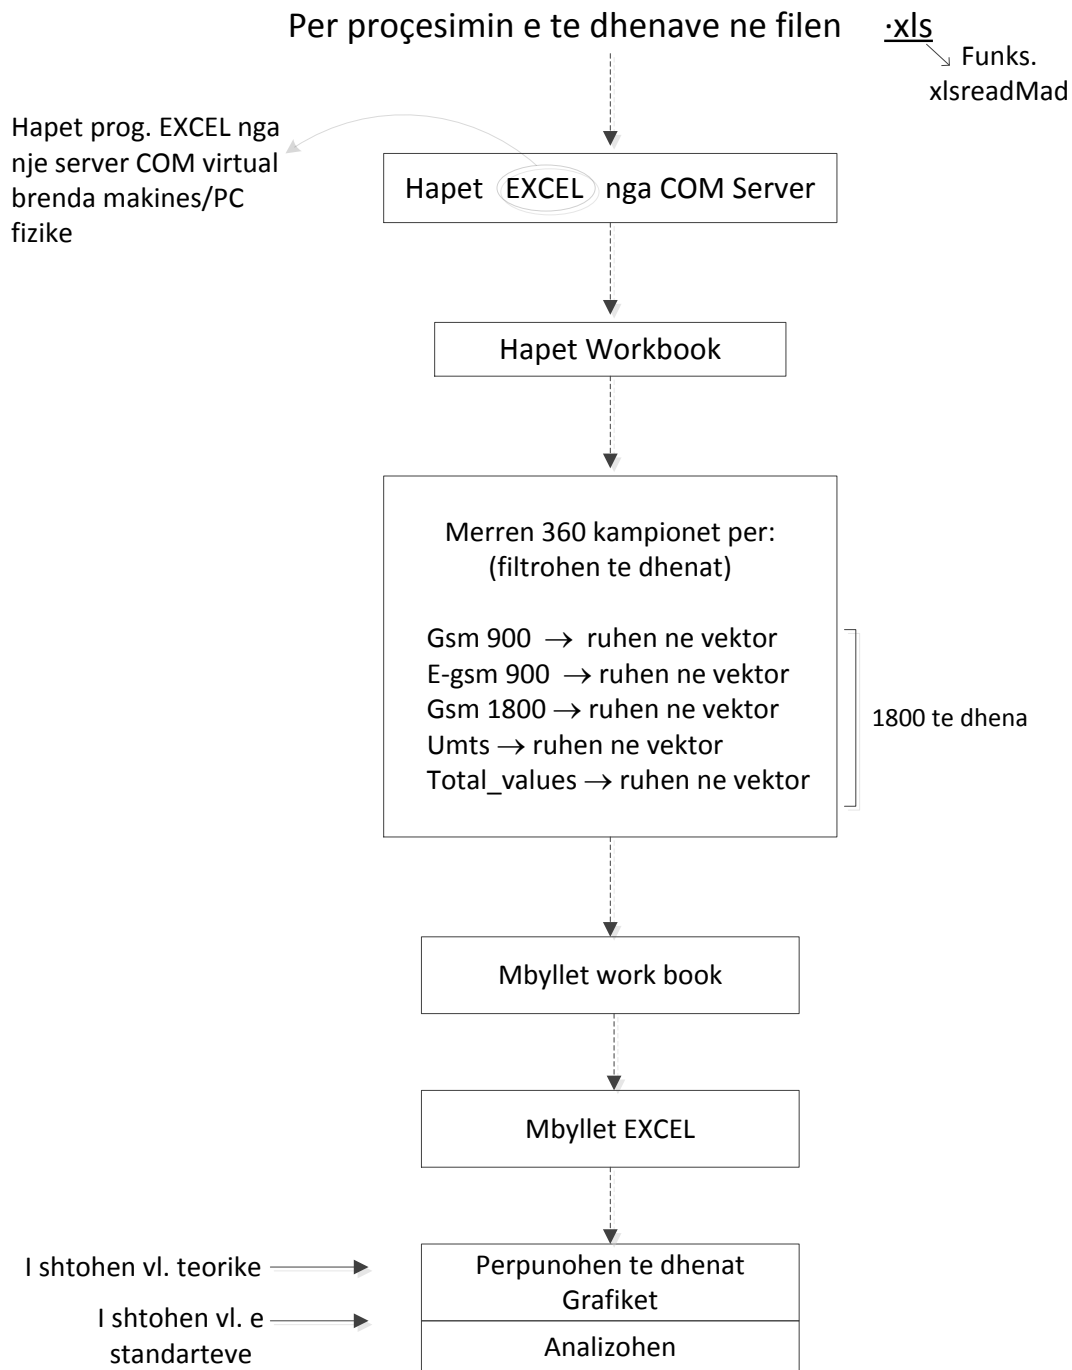 Per proçesimin e te dhenave ne filen ·xls
Funks.
xlsreadMad
Hapet prog. EXCEL nga
nje server COM virtual
brenda makines/PC
fizike
Hapet EXCEL nga COM Server
Hapet Workbook
Merren 360 kampionet per:
(filtrohen te dhenat)
Gsm 900 → ruhen ne vektor
E-gsm 900 → ruhen ne vektor
Gsm 1800 → ruhen ne vektor
Umts → ruhen ne vektor
Total_values → ruhen ne vektor
1800 te dhena
Mbyllet work book
Mbyllet EXCEL
I shtohen vl. teorike
Perpunohen te dhenat
Grafiket
I shtohen vl. e
standarteve
Analizohen